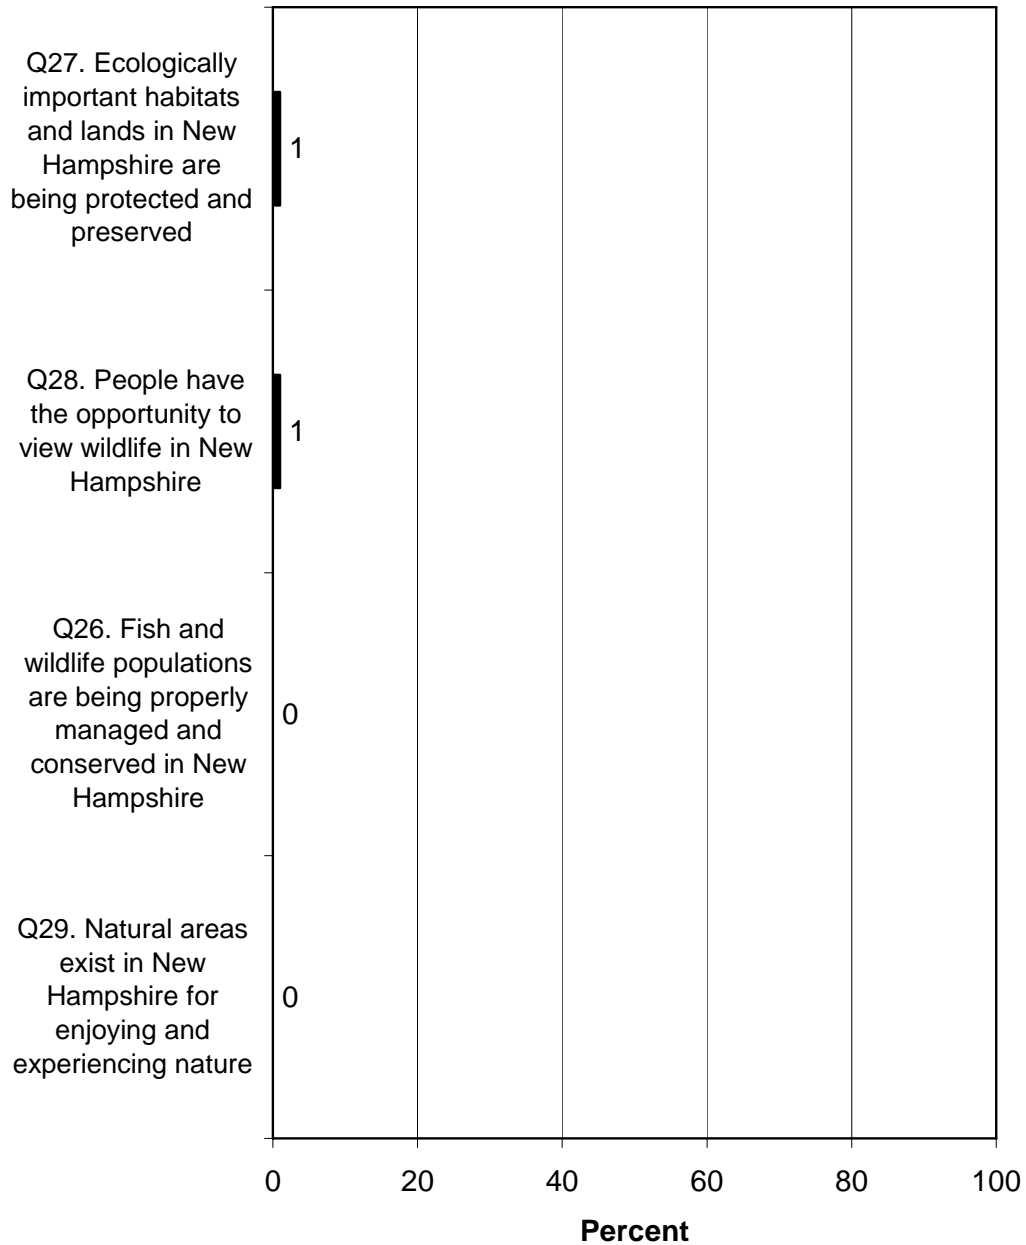 Q27. Ecologically
important habitats
and lands in New
Hampshire are
being protected and
preserved
1
Q28. People have
the opportunity to
view wildlife in New
Hampshire
1
Q26. Fish and
wildlife populations
are being properly
managed and
conserved in New
Hampshire
0
Q29. Natural areas
exist in New
Hampshire for
enjoying and
experiencing nature
0
0 20 40 60 80 100
Percent